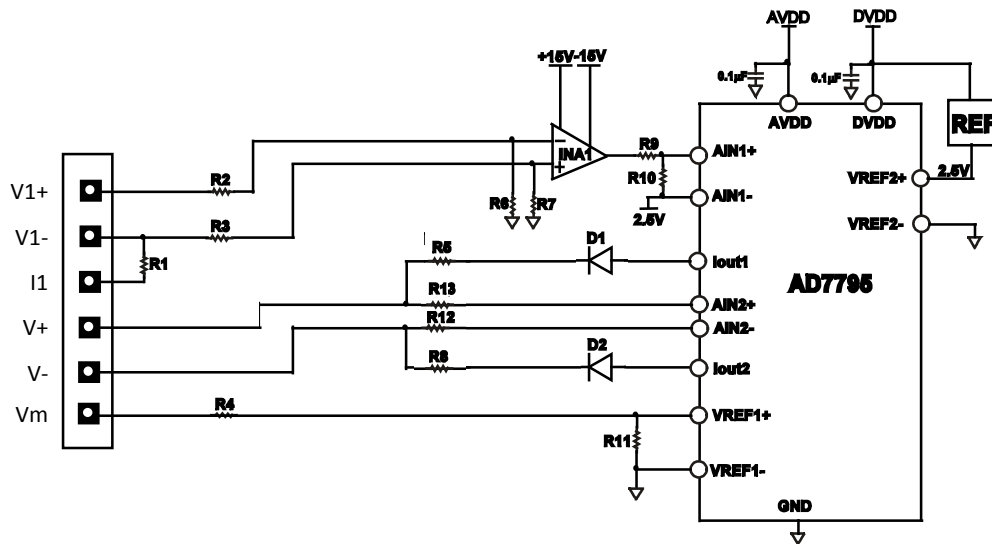 AVDD
DVDD
+15V-15V
0.1µF
0.1µF
AVDD
DVDD
REF
INA1
R9
AIN1+
R10
2.5V
VREF2+
V1+
R2
R6
R7
AIN1-
2.5V
V1-
R3
VREF2-
R1
D1
R5
Iout1
I1
AD7795
R13
AIN2+
V+
R12
AIN2-
R8
D2
Iout2
V-
Vm
R4
VREF1+
R11
VREF1-
GND